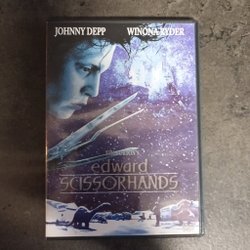 JOHNNY DEPP WINONA RYDER
edward
SCISSORHANDS